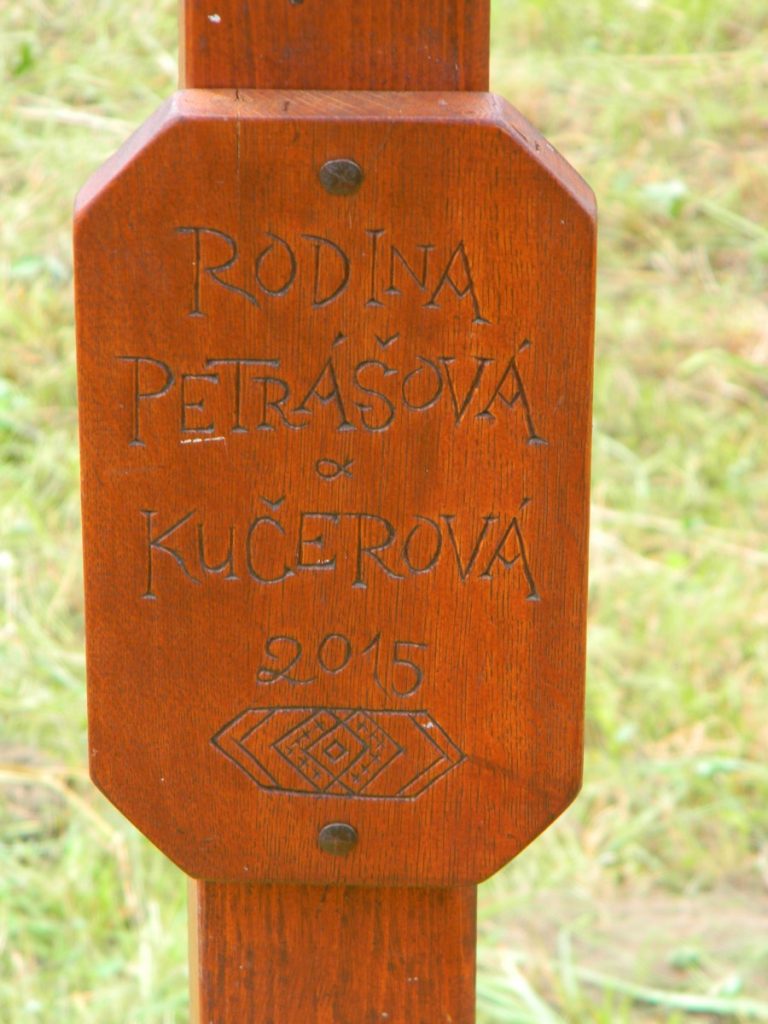 RODINA
PETRÁŠOVÁ
α
KUČEROVÁ
2015